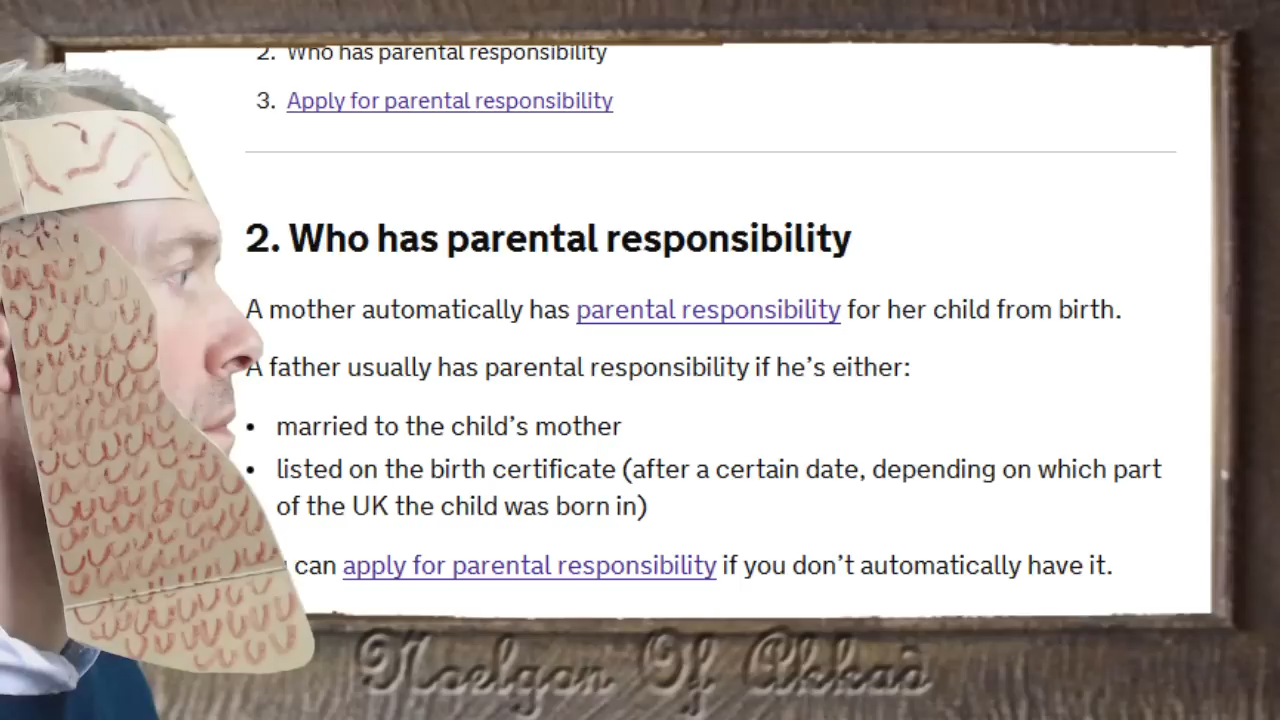 2. Who has parental responsibility
3. Apply for parental responsibility
2. Who has parental responsibility
A mother automatically has parental responsibility for her child from birth.
A father usually has parental responsibility if he’s either:
• married to the child’s mother
• listed on the birth certificate (after a certain date, depending on which part
of the UK the child was born in)
can apply for parental responsibility if you don’t automatically have it.
Noelgon Of Akkad